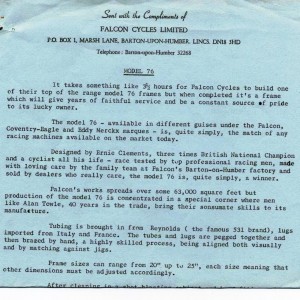 Sent with the Compliments of
FALCON CYCLES LIMITED
P.O. BOX 1, MARSH LANE, BARTON-UPON-HUMBER, LINCS. DN18 5HD
Telephone : Barton-upon-Humber 32268
MODEL 76
It takes something like 3½ hours for Falcon Cycles to build one
of their top of the range model 76 frames but when completed it's a frame
which will give years of faithful service and be a constant source of pride
to its lucky owner.
The model 76 - available in different guises under the Falcon,
Coventry-Eagle and Eddy Merckx marques - is, quite simply, the match of any
racing machines available on the market today.
Designed by Ernie Clements, three times British National Champion
and a cyclist all his life - race tested by top professional racing men, made
with loving care by the family team at Falcon's Barton-on-Humber factory and
sold by dealers who really care, the model 76 is, quite simply, a winner.
Falcon's works spreads over some 63,000 square feet but
production of the model 76 is concentrated in a special corner where men
like Alan Towle, 40 years in the trade, bring their consumate skills to its
manufacture.
Tubing is brought in from Reynolds ( the famous 531 brand), lugs
imported from Italy and France. The tubes and lugs are pegged together and
then brazed by hand, a highly skilled process, being aligned both visually
and by matching against jigs.
Frame sizes can range from 20" up to 25", each size meaning that
other dimensions must be adjusted accordingly.
After cleaning in a shot blasting